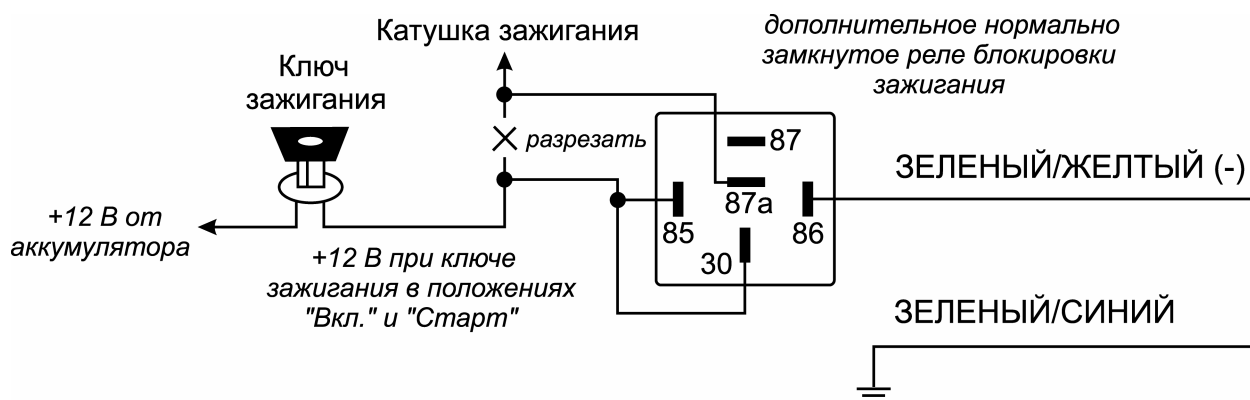 Катушка зажигания
дополнительное нормально
замкнутое реле блокировки
зажигания
Ключ
зажигания
разрезать
87
ЗЕЛЕНЫЙ/ЖЕЛТЫЙ (-)
87a
85
86
30
+12 В от
аккумулятора
+12 В при ключе
зажигания в положениях
"Вкл." и "Старт"
ЗЕЛЕНЫЙ/СИНИЙ